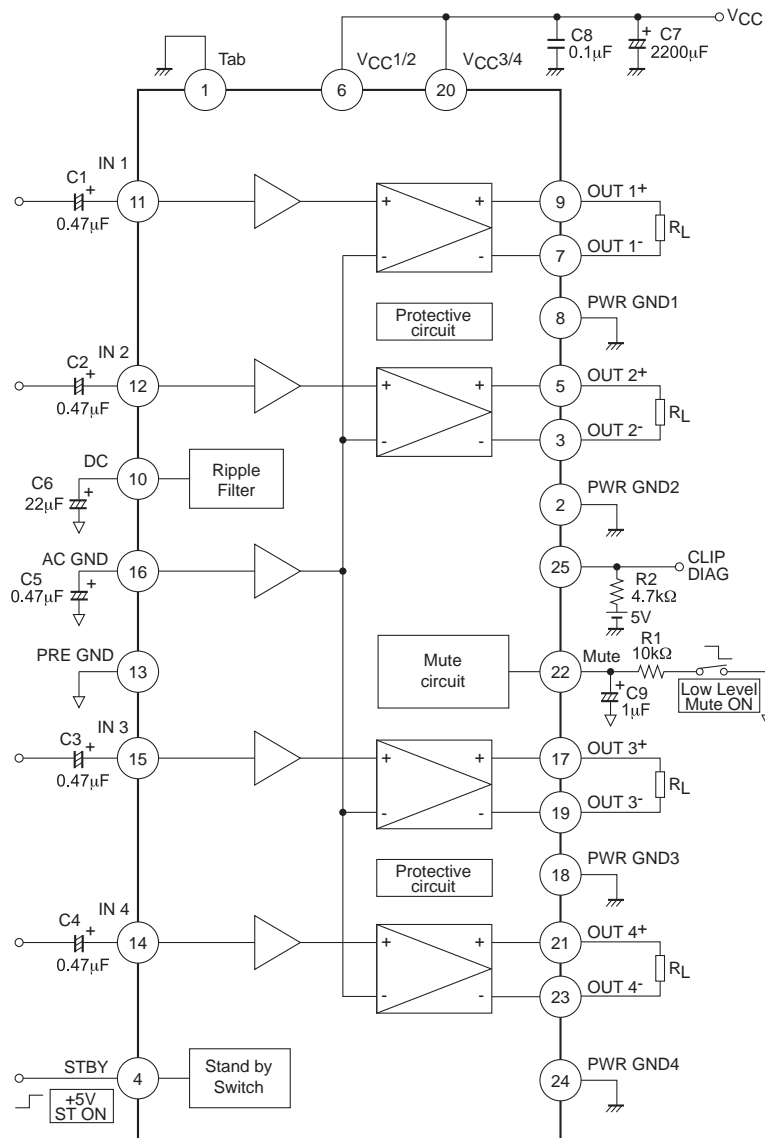 VCC
C8
0.1µF
+
C7
2200µF
Tab
VCC1/2
VCC3/4
1
6
20
IN 1
C1
+
0.47µF
11
+
-
+
-
9
OUT 1+
7
OUT 1-
RL
Protective
circuit
8
PWR GND1
IN 2
C2
+
0.47µF
12
+
-
+
-
5
OUT 2+
3
OUT 2-
RL
DC
C6
22µF
+
10
Ripple
Filter
2
PWR GND2
AC GND
C5
0.47µF
+
16
25
CLIP
DIAG
R2
4.7kΩ
5V
PRE GND
13
Mute
circuit
22
Mute
R1
10kΩ
+
C9
1µF
Low Level
Mute ON
IN 3
C3
+
0.47µF
15
+
-
+
-
17
OUT 3+
19
OUT 3-
RL
Protective
circuit
18
PWR GND3
IN 4
C4
+
0.47µF
14
+
-
+
-
21
OUT 4+
23
OUT 4-
RL
STBY
4
Stand by
Switch
+5V
ST ON
24
PWR GND4